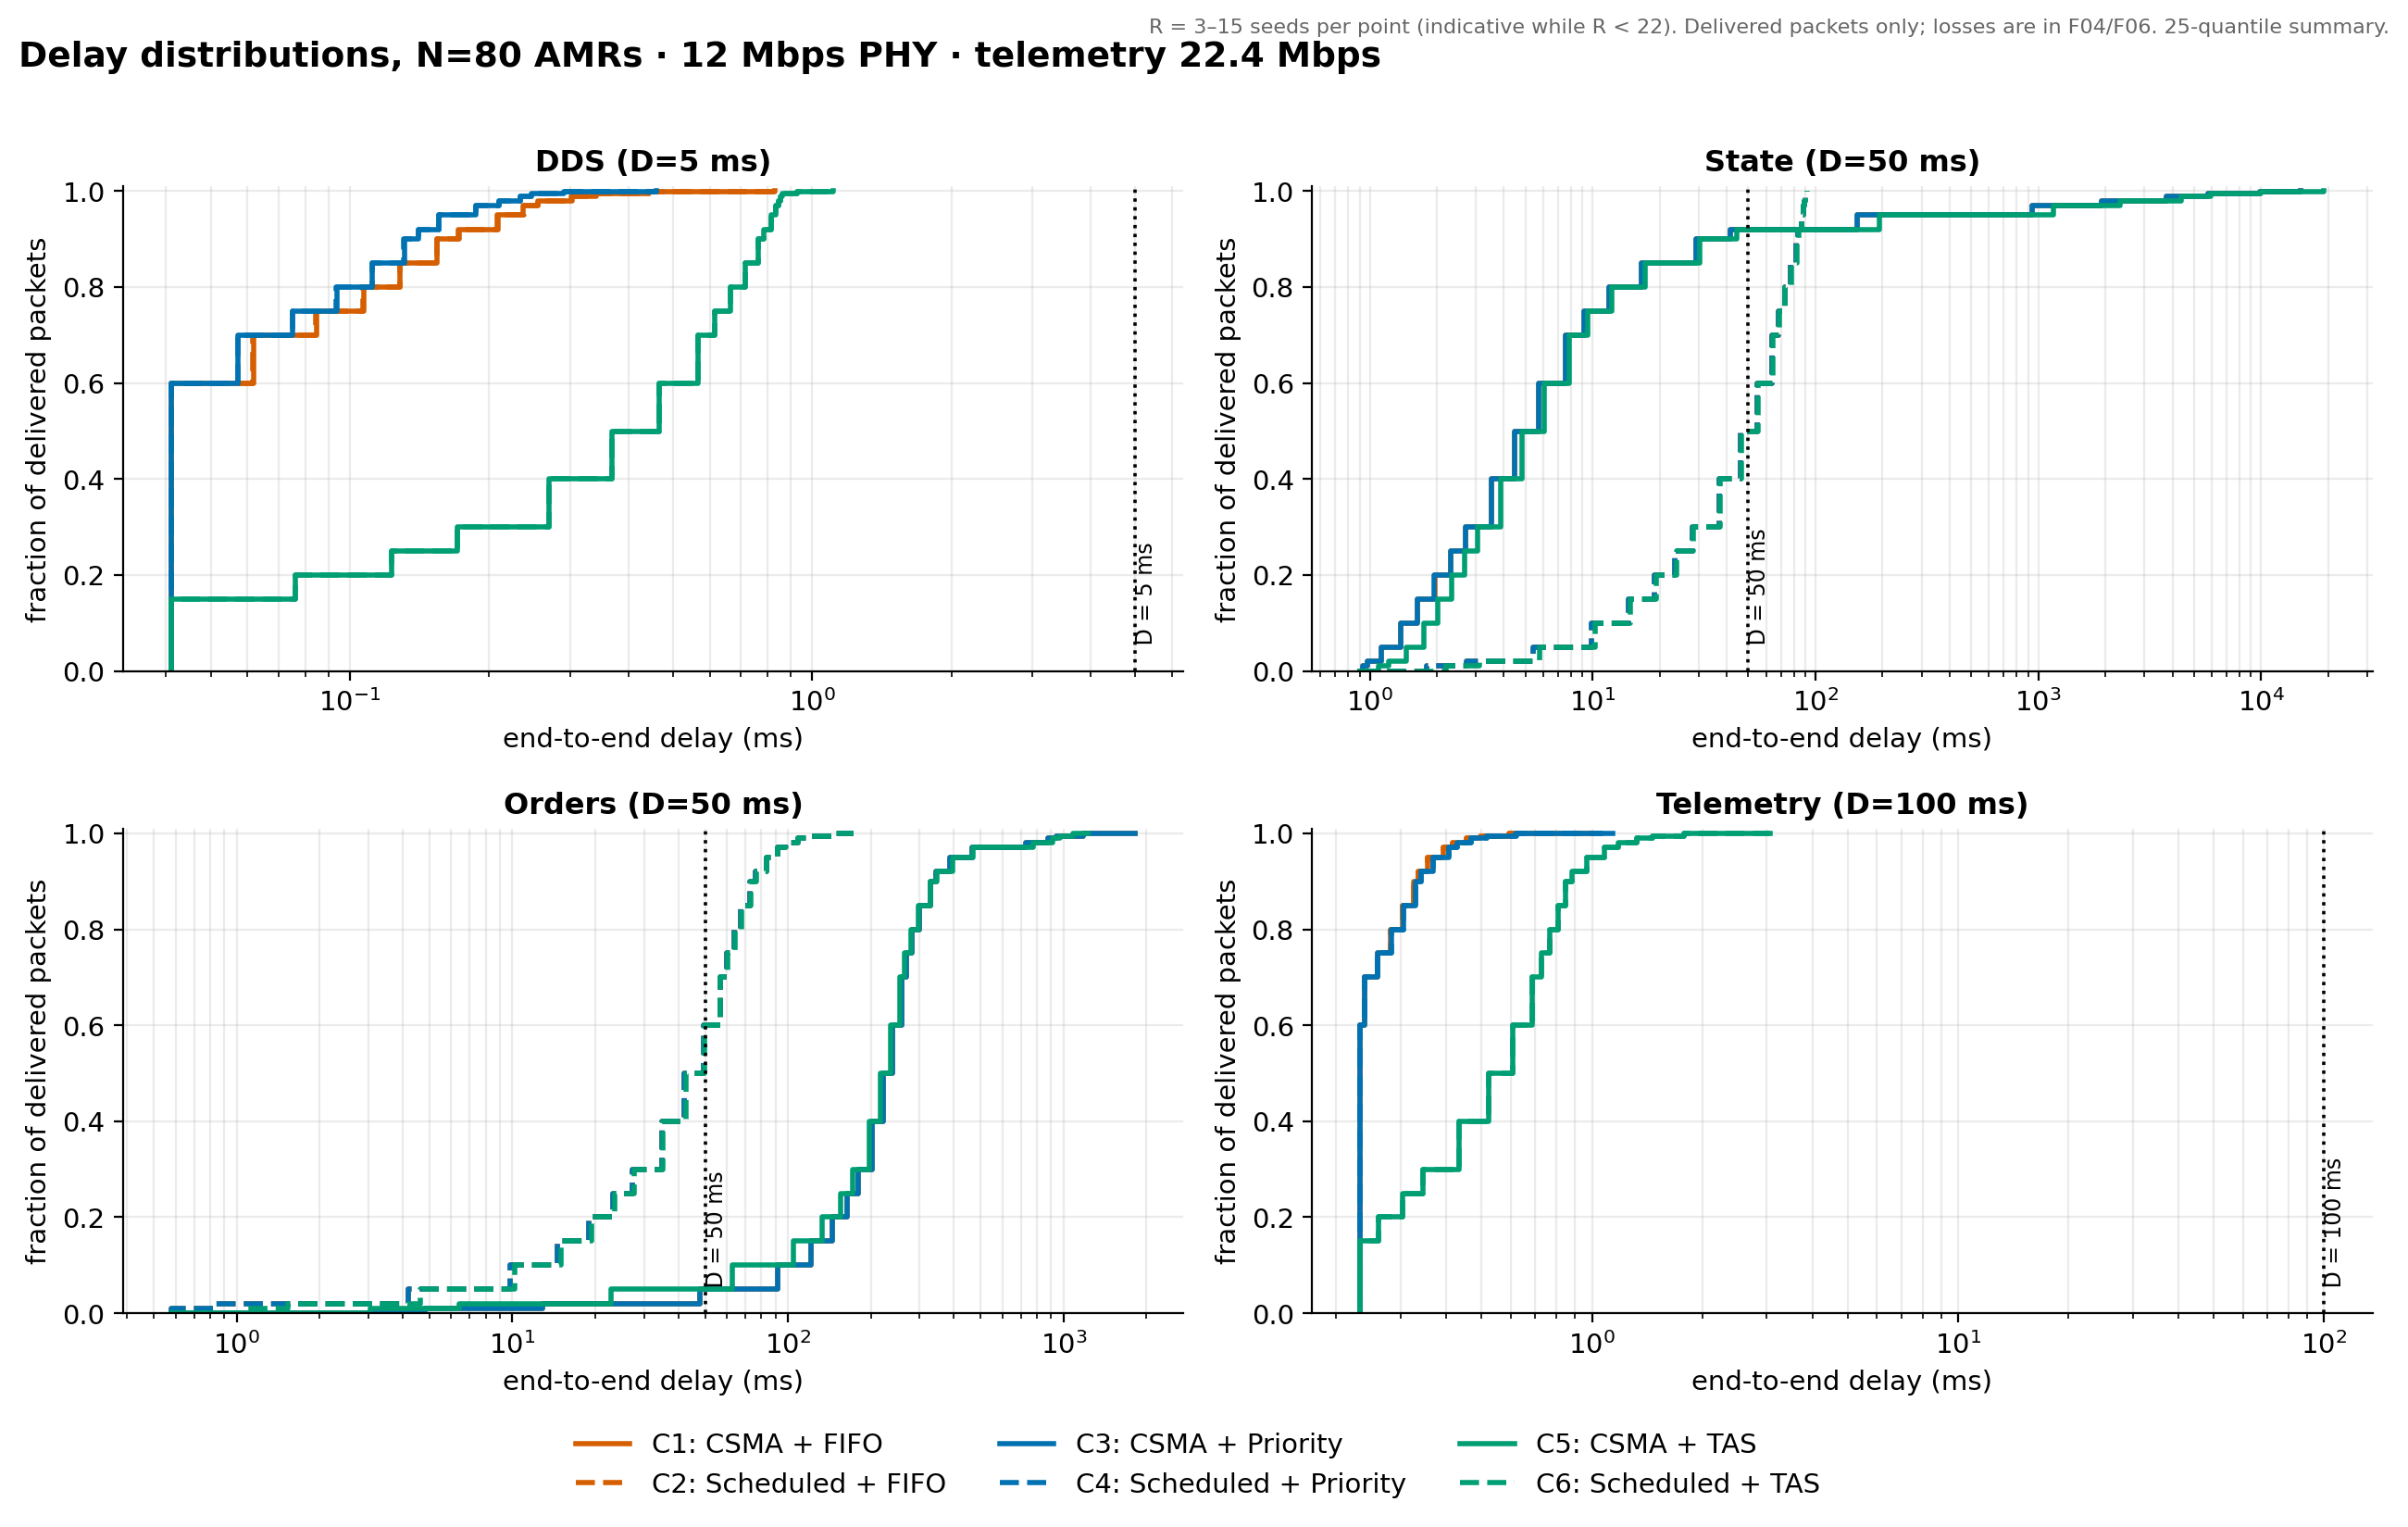 R = 3–15 seeds per point (indicative while R < 22). Delivered packets only; losses are in F04/F06. 25-quantile summary.
Delay distributions, N=80 AMRs · 12 Mbps PHY · telemetry 22.4 Mbps
DDS (D=5 ms)
fraction of delivered packets
1.0
0.8
0.6
0.4
0.2
0.0
D = 5 ms
10⁻¹ 10⁰
end-to-end delay (ms)
State (D=50 ms)
fraction of delivered packets
1.0
0.8
0.6
0.4
0.2
0.0
D = 50 ms
10⁰ 10¹ 10² 10³ 10⁴
end-to-end delay (ms)
Orders (D=50 ms)
fraction of delivered packets
1.0
0.8
0.6
0.4
0.2
0.0
D = 50 ms
10⁰ 10¹ 10² 10³
end-to-end delay (ms)
Telemetry (D=100 ms)
fraction of delivered packets
1.0
0.8
0.6
0.4
0.2
0.0
D = 100 ms
10⁰ 10¹ 10²
end-to-end delay (ms)
C1: CSMA + FIFO
C2: Scheduled + FIFO
C3: CSMA + Priority
C4: Scheduled + Priority
C5: CSMA + TAS
C6: Scheduled + TAS